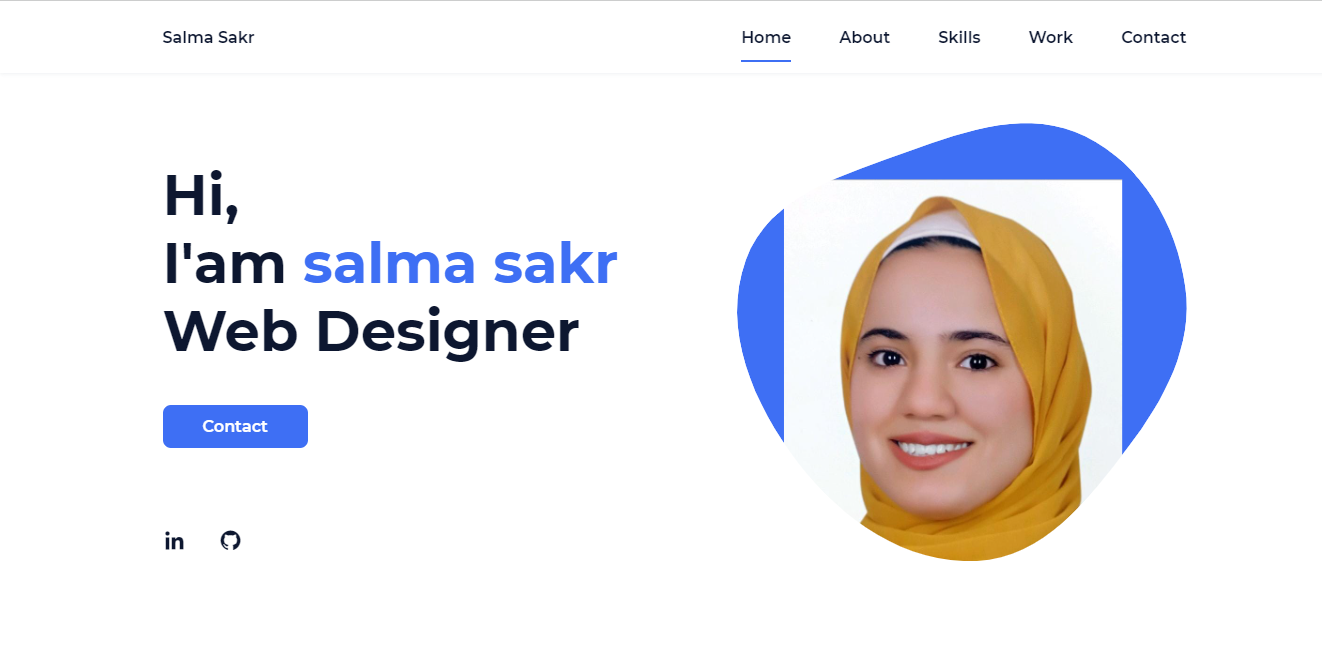 Salma Sakr
Home About Skills Work Contact
Hi,
I'am salma sakr
Web Designer
Contact
in